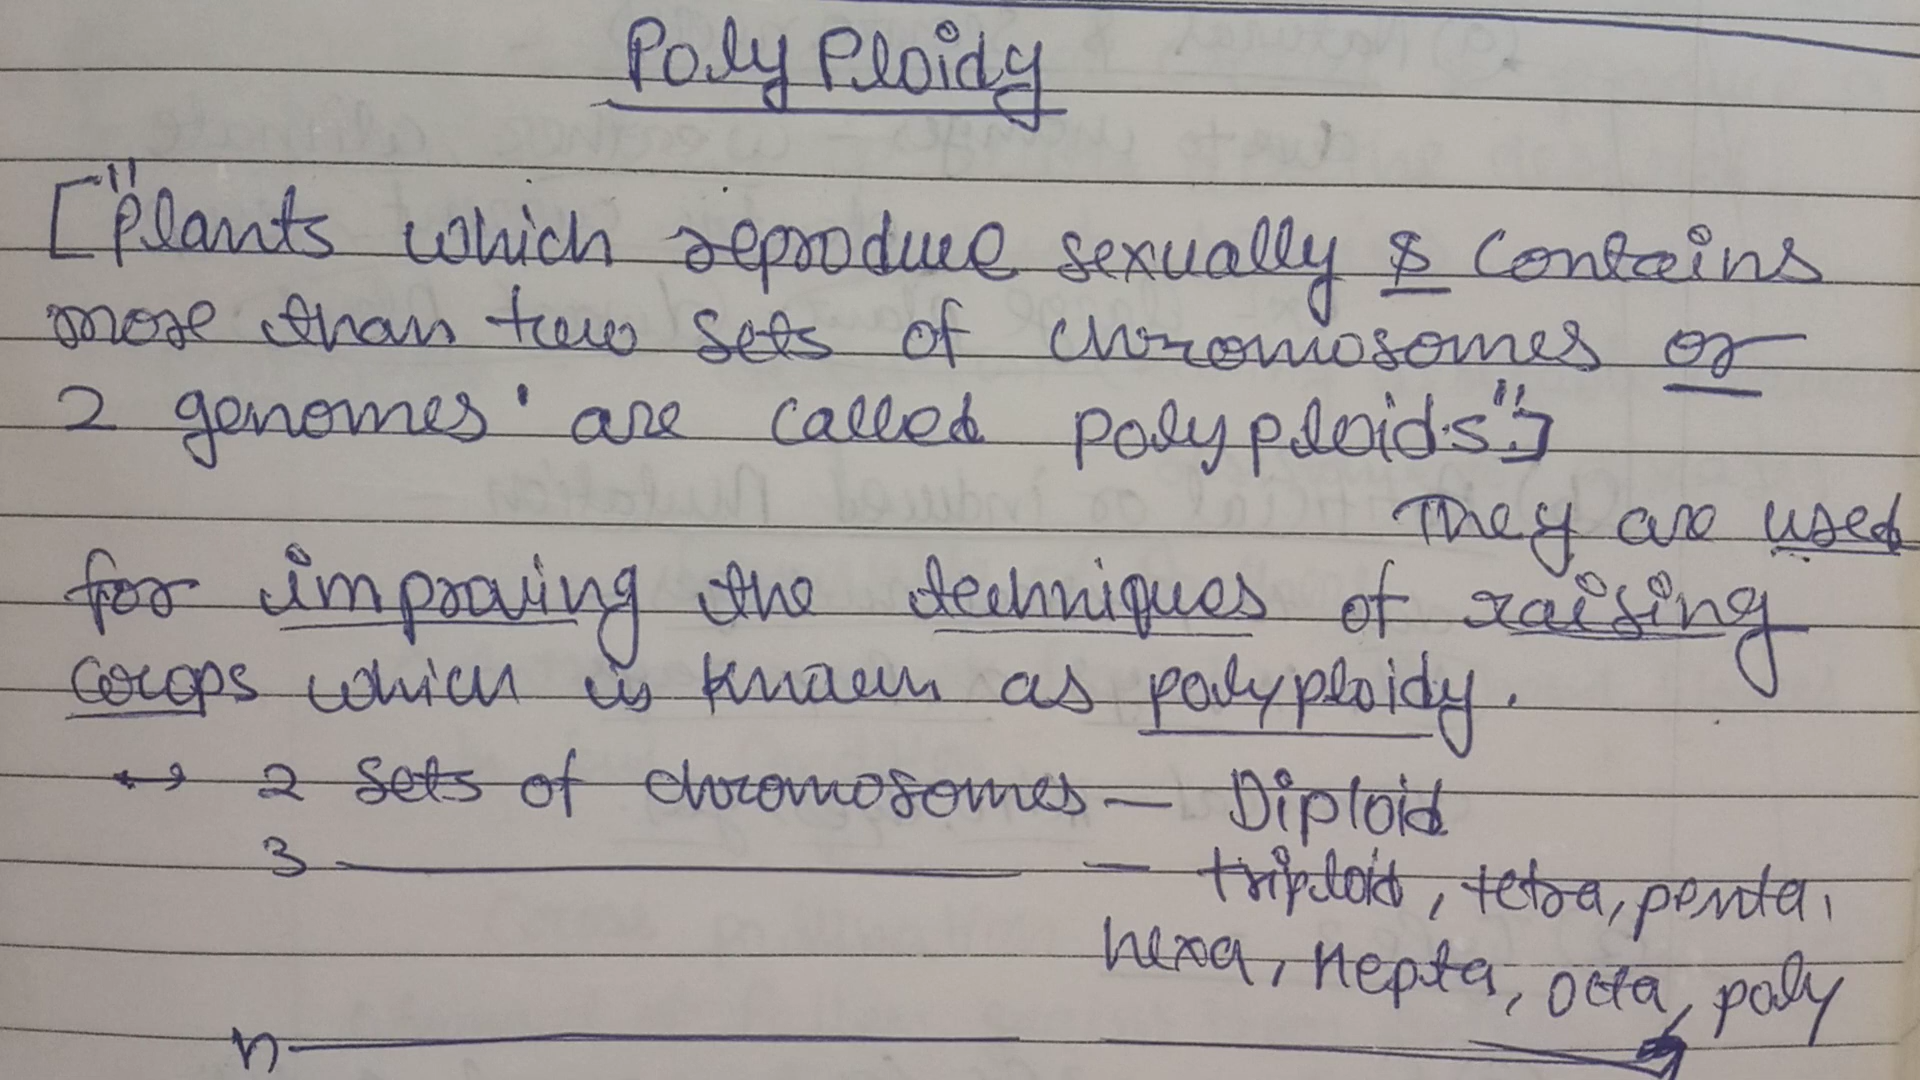 Poly Ploidy
["Plants which reproduce sexually & contains
more than two sets of chromosomes or
2 genomes' are called polyploids"]
They are used
for improving the techniques of raising
corops which is known as polyploidy.
→ 2 sets of chromosomes — Diploid
3 ——— — triploid, tetra, penta,
hexa, hepta, octa, poly
n ———